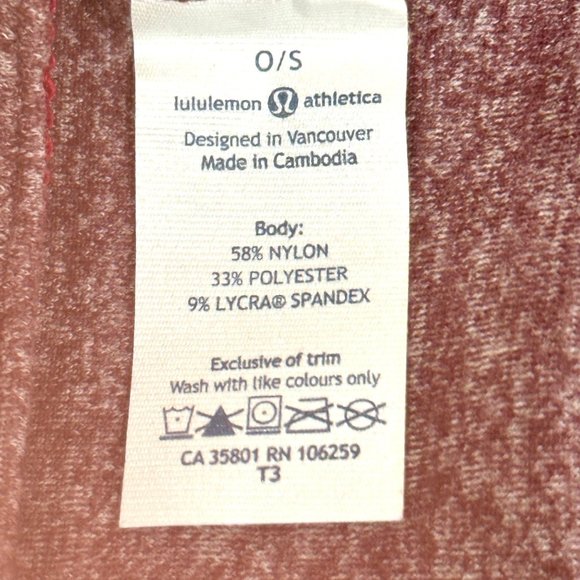 O/S
lululemon athletica
Designed in Vancouver
Made in Cambodia
Body:
58% NYLON
33% POLYESTER
9% LYCRA® SPANDEX
Exclusive of trim
Wash with like colours only
CA 35801 RN 106259
T3